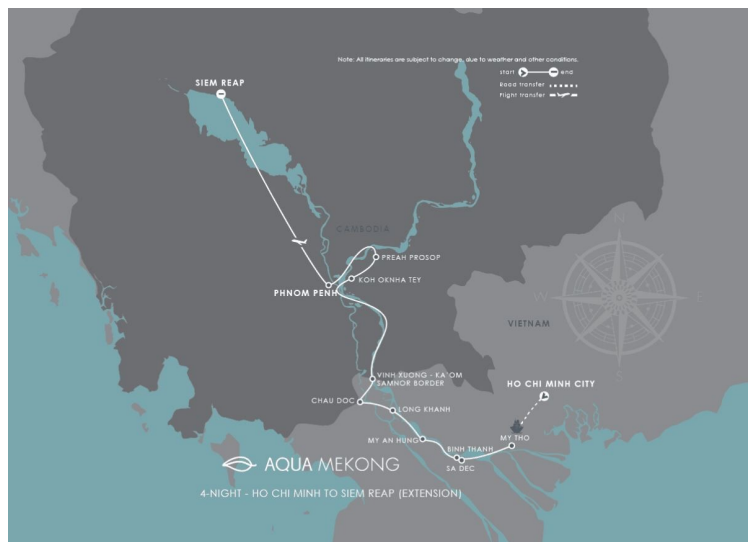 Note: All itineraries are subject to change, due to weather and other conditions.
start end
Road transfer
Flight transfer
SIEM REAP
CAMBODIA
PREAH PROSOP
KOH OKNHA TEY
PHNOM PENH
N
W
E
S
VIETNAM
VINH XUONG - KA'OM
SAMNOR BORDER
HO CHI MINH CITY
CHAU DOC
LONG KHANH
MY AN HUNG
MY THO
BINH THANH
SA DEC
AQUA MEKONG
4-NIGHT - HO CHI MINH TO SIEM REAP (EXTENSION)